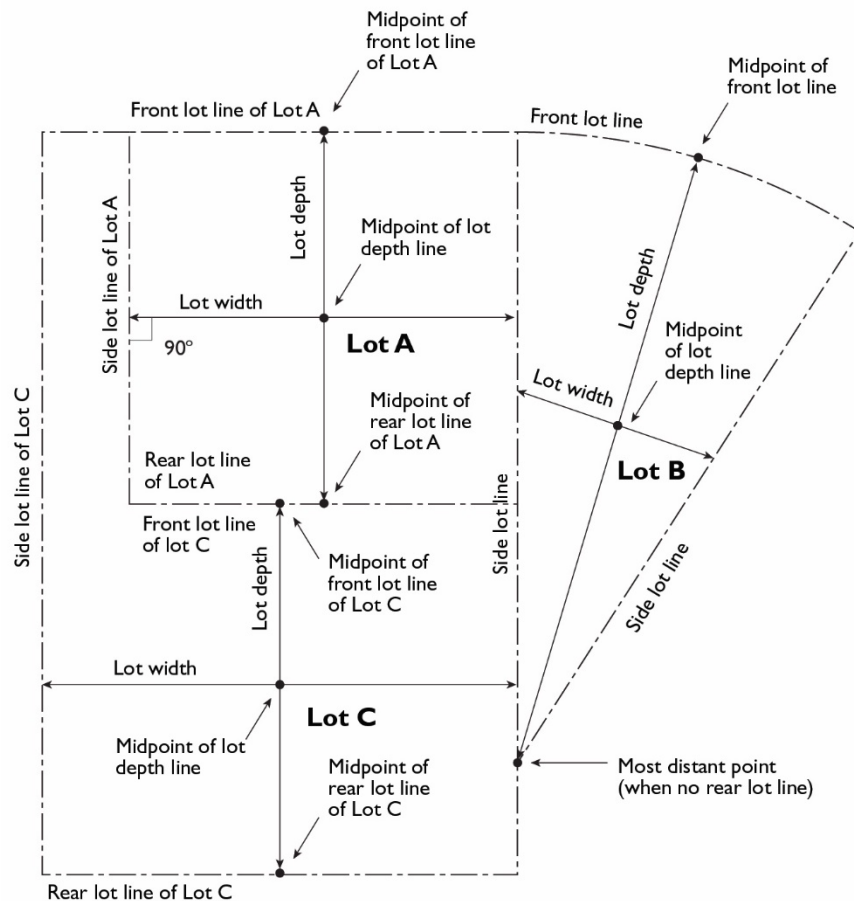 Midpoint of
front lot line
of Lot A
Midpoint of
front lot line
Front lot line of Lot A
Front lot line
Side lot line of Lot A
Lot depth
Midpoint of lot
depth line
Lot depth
Lot width
Lot A
90°
Midpoint
of lot
depth line
Lot width
Side lot line of Lot C
Midpoint of
rear lot line
of Lot A
Lot B
Rear lot line
of Lot A
Side lot line
Front lot line
of lot C
Midpoint of
front lot line
of Lot C
Lot depth
Side lot line
Lot width
Lot C
Midpoint of lot
depth line
Midpoint of
rear lot line
of Lot C
Most distant point
(when no rear lot line)
Rear lot line of Lot C